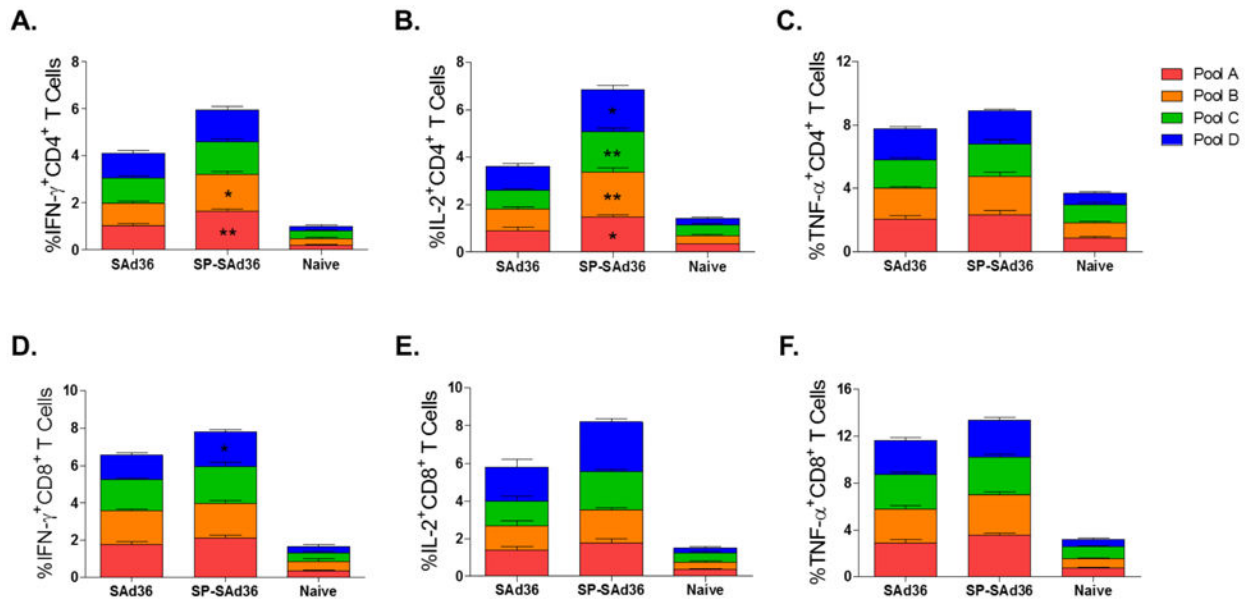 A.
%IFN-γ⁺CD4⁺ T Cells
8
6
4
2
0
*
**
SAd36 SP-SAd36 Naive
B.
%IL-2⁺CD4⁺ T Cells
8
6
4
2
0
*
**
**
*
SAd36 SP-SAd36 Naive
C.
%TNF-α⁺CD4⁺ T Cells
12
8
4
0
SAd36 SP-SAd36 Naive
Pool A
Pool B
Pool C
Pool D
D.
%IFN-γ⁺CD8⁺ T Cells
10
8
6
4
2
0
*
SAd36 SP-SAd36 Naive
E.
%IL-2⁺CD8⁺ T Cells
10
8
6
4
2
0
SAd36 SP-SAd36 Naive
F.
%TNF-α⁺CD8⁺ T Cells
16
12
8
4
0
SAd36 SP-SAd36 Naive